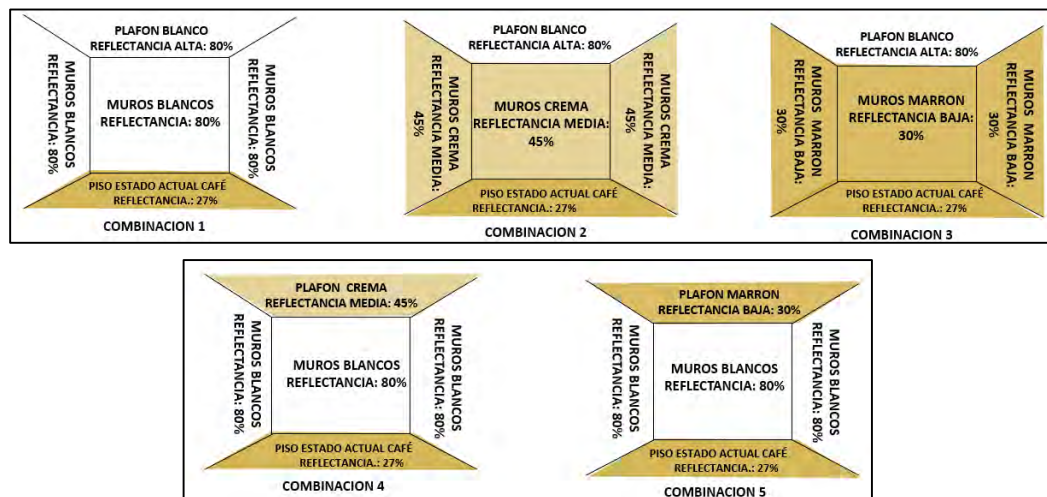 PLAFON BLANCO
REFLECTANCIA ALTA: 80%
MUROS BLANCOS
REFLECTANCIA: 80%
MUROS BLANCOS
REFLECTANCIA: 80%
MUROS BLANCOS
REFLECTANCIA: 80%
PISO ESTADO ACTUAL CAFÉ
REFLECTANCIA.: 27%
COMBINACION 1
PLAFON BLANCO
REFLECTANCIA ALTA: 80%
MUROS CREMA
REFLECTANCIA MEDIA:
45%
MUROS CREMA
REFLECTANCIA MEDIA:
45%
MUROS CREMA
REFLECTANCIA MEDIA:
45%
PISO ESTADO ACTUAL CAFÉ
REFLECTANCIA.: 27%
COMBINACION 2
PLAFON BLANCO
REFLECTANCIA ALTA: 80%
MUROS MARRON
REFLECTANCIA BAJA:
30%
MUROS MARRON
REFLECTANCIA BAJA:
30%
MUROS MARRON
REFLECTANCIA BAJA:
30%
PISO ESTADO ACTUAL CAFÉ
REFLECTANCIA.: 27%
COMBINACION 3
PLAFON CREMA
REFLECTANCIA MEDIA: 45%
MUROS BLANCOS
REFLECTANCIA: 80%
MUROS BLANCOS
REFLECTANCIA: 80%
MUROS BLANCOS
REFLECTANCIA: 80%
PISO ESTADO ACTUAL CAFÉ
REFLECTANCIA.: 27%
COMBINACION 4
PLAFON MARRON
REFLECTANCIA BAJA: 30%
MUROS BLANCOS
REFLECTANCIA: 80%
MUROS BLANCOS
REFLECTANCIA: 80%
MUROS BLANCOS
REFLECTANCIA: 80%
PISO ESTADO ACTUAL CAFÉ
REFLECTANCIA.: 27%
COMBINACION 5